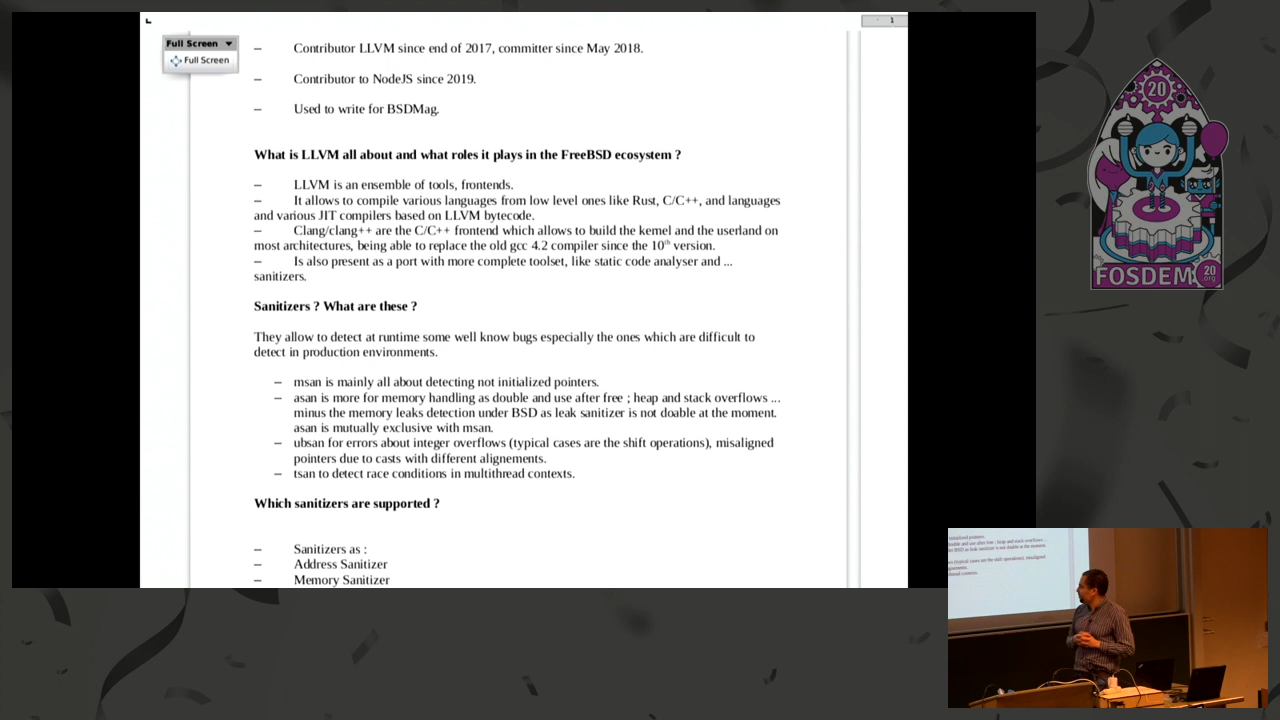 1
Full Screen
Full Screen
– Contributor LLVM since end of 2017, committer since May 2018.
– Contributor to NodeJS since 2019.
– Used to write for BSDMag.
What is LLVM all about and what roles it plays in the FreeBSD ecosystem ?
– LLVM is an ensemble of tools, frontends.
– It allows to compile various languages from low level ones like Rust, C/C++, and languages
and various JIT compilers based on LLVM bytecode.
– Clang/clang++ are the C/C++ frontend which allows to build the kernel and the userland on
most architectures, being able to replace the old gcc 4.2 compiler since the 10th version.
– Is also present as a port with more complete toolset, like static code analyser and ...
sanitizers.
Sanitizers ? What are these ?
They allow to detect at runtime some well know bugs especially the ones which are difficult to
detect in production environments.
– msan is mainly all about detecting not initialized pointers.
– asan is more for memory handling as double and use after free ; heap and stack overflows ...
minus the memory leaks detection under BSD as leak sanitizer is not doable at the moment.
asan is mutually exclusive with msan.
– ubsan for errors about integer overflows (typical cases are the shift operations), misaligned
pointers due to casts with different alignements.
– tsan to detect race conditions in multithread contexts.
Which sanitizers are supported ?
– Sanitizers as :
– Address Sanitizer
– Memory Sanitizer
20
FOSDEM
20
.org